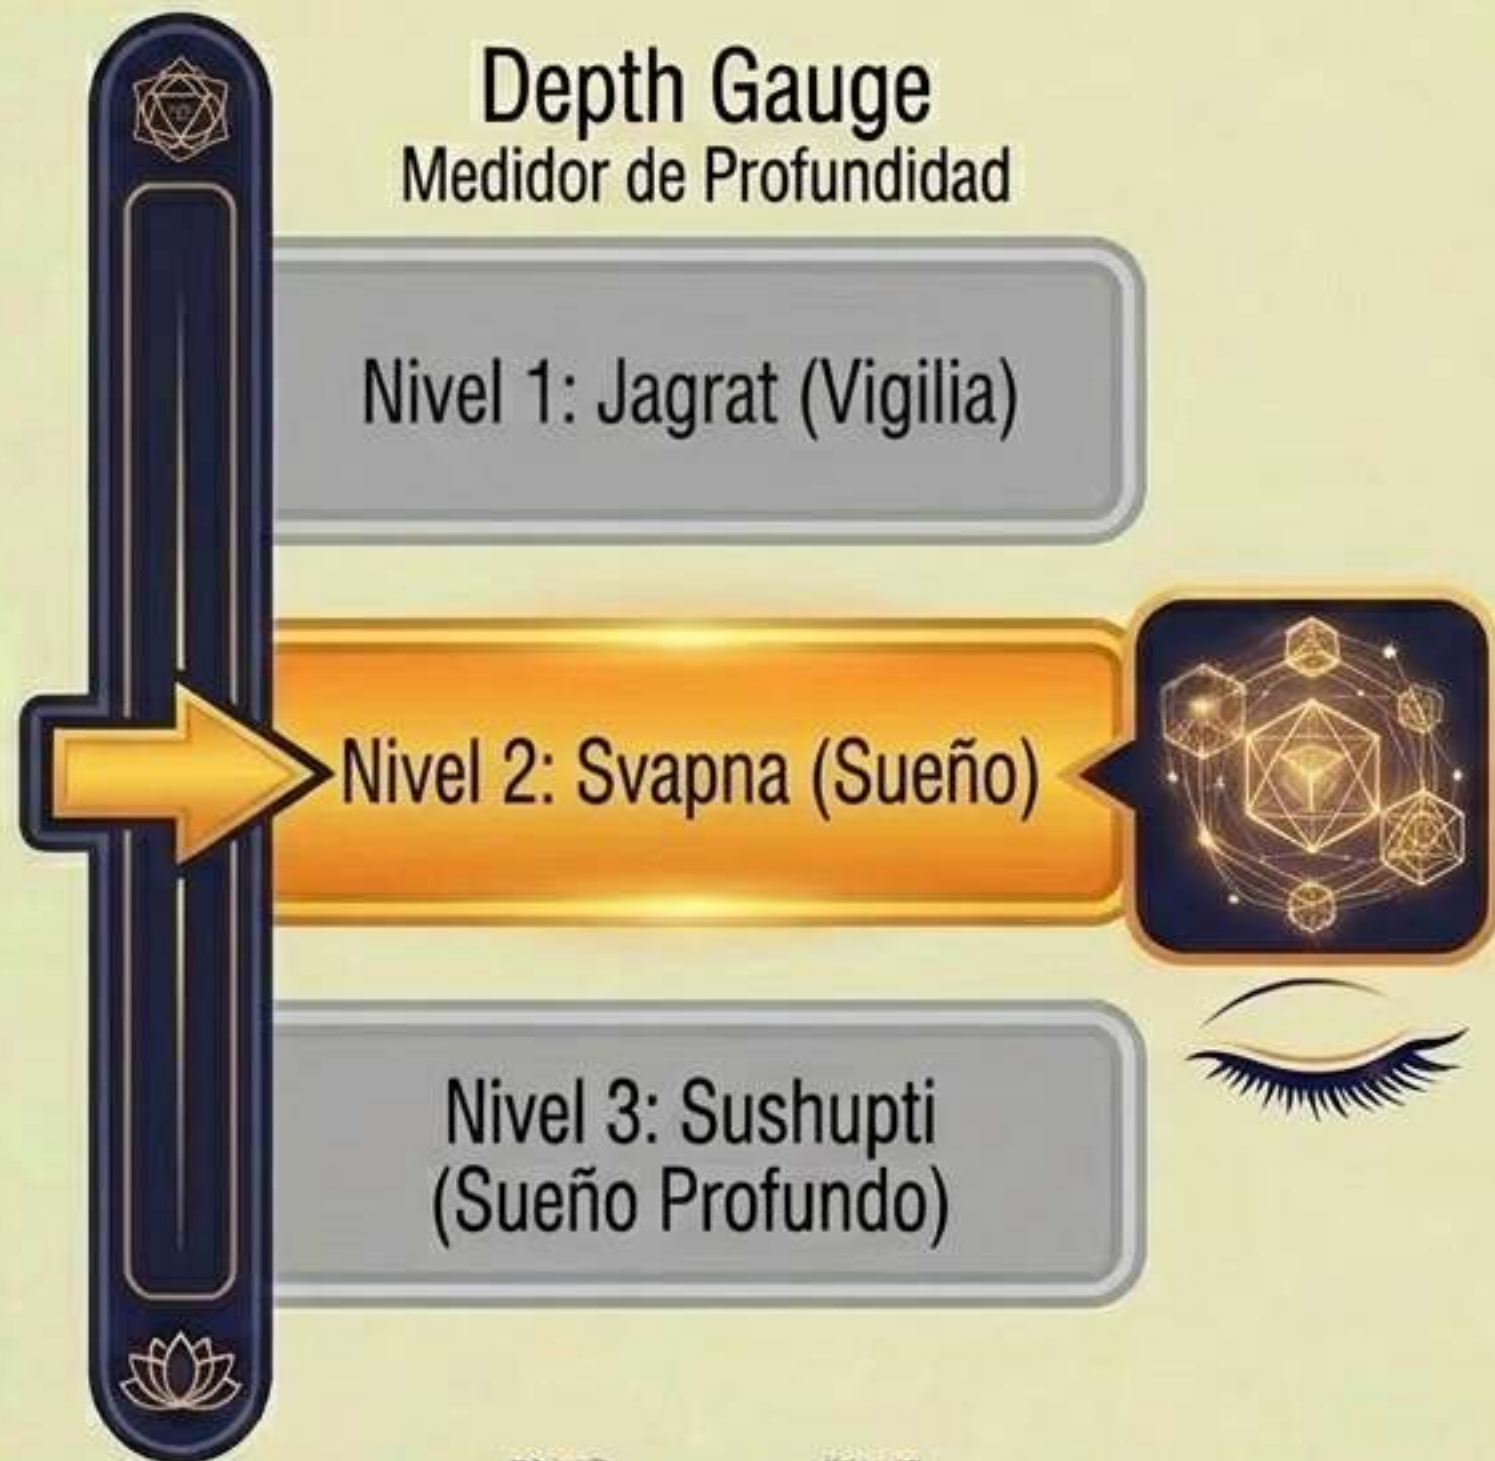 Depth Gauge
Medidor de Profundidad
Nivel 1: Jagrat (Vigilia)
Nivel 2: Svapna (Sueño)
Nivel 3: Sushupti
(Sueño Profundo)